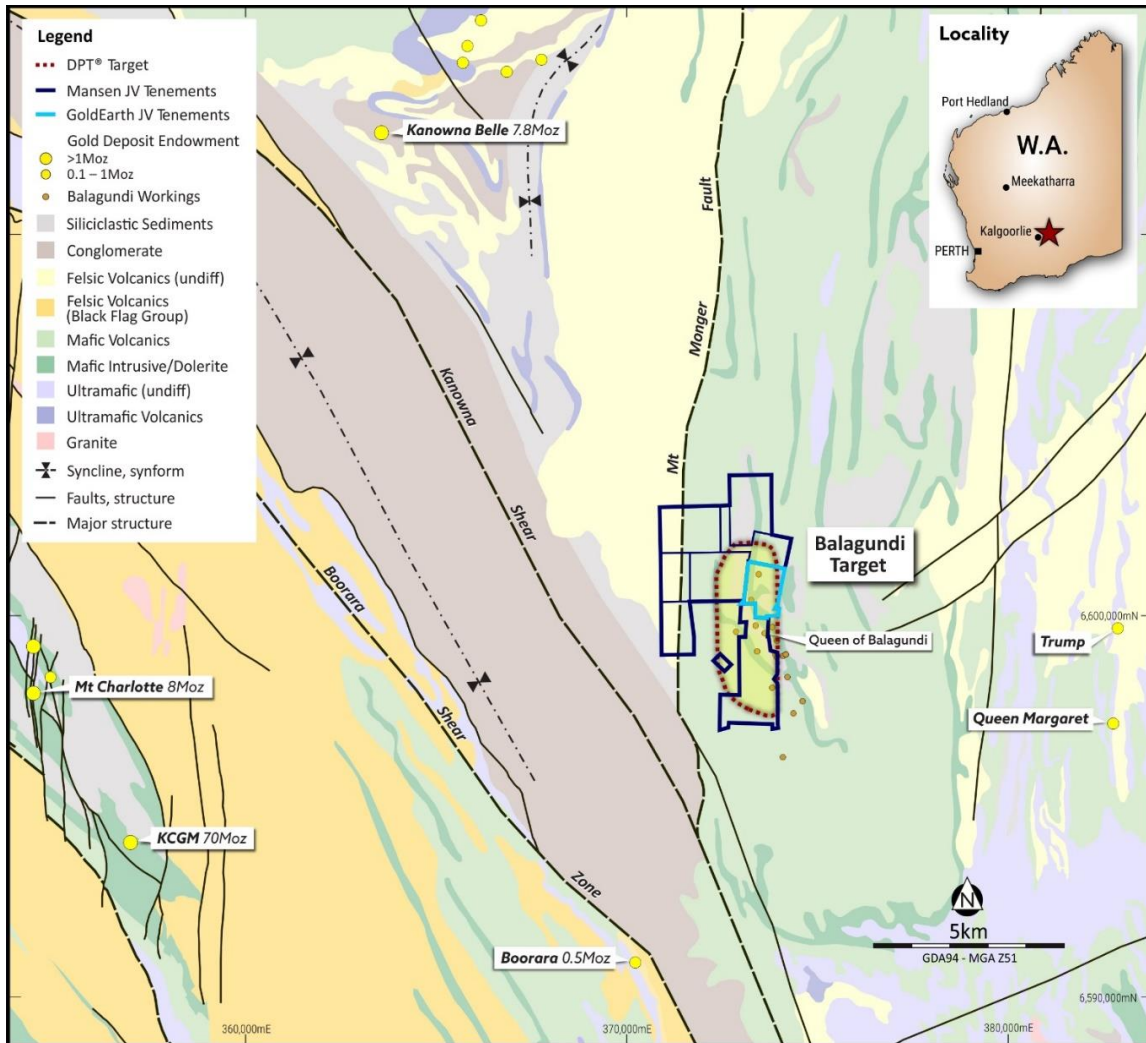 Legend
DPT® Target
Mansen JV Tenements
GoldEarth JV Tenements
Gold Deposit Endowment
>1Moz
0.1 – 1Moz
Balagundi Workings
Siliciclastic Sediments
Conglomerate
Felsic Volcanics (undiff)
Felsic Volcanics
(Black Flag Group)
Mafic Volcanics
Mafic Intrusive/Dolerite
Ultramafic (undiff)
Ultramafic Volcanics
Granite
Syncline, synform
Faults, structure
Major structure
Locality
Port Hedland
W.A.
Meekatharra
Kalgoorlie
PERTH
Kanowna Belle 7.8Moz
Mt Monger Fault
Kanowna Shear
Boorara Shear Zone
Balagundi
Target
Queen of Balagundi
6,600,000mN
Trump
Queen Margaret
Mt Charlotte 8Moz
KCGM 70Moz
Boorara 0.5Moz
N
5km
GDA94 - MGA Z51
6,590,000mN
360,000mE
370,000mE
380,000mE